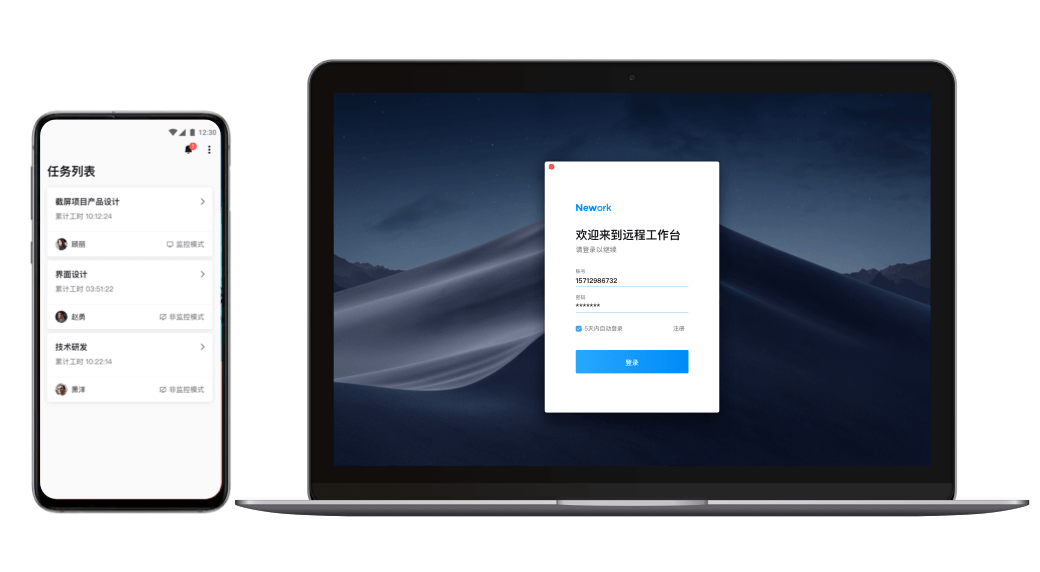 12:30
任务列表
截屏项目产品设计
累计工时 10:12:24
顾丽
监控模式
界面设计
累计工时 03:51:22
赵勇
非监控模式
技术研发
累计工时 10:22:14
萧洋
非监控模式
Nework
欢迎来到远程工作台
请登录以继续
账号
15712986732
密码
*******
5天内自动登录 注册
登录